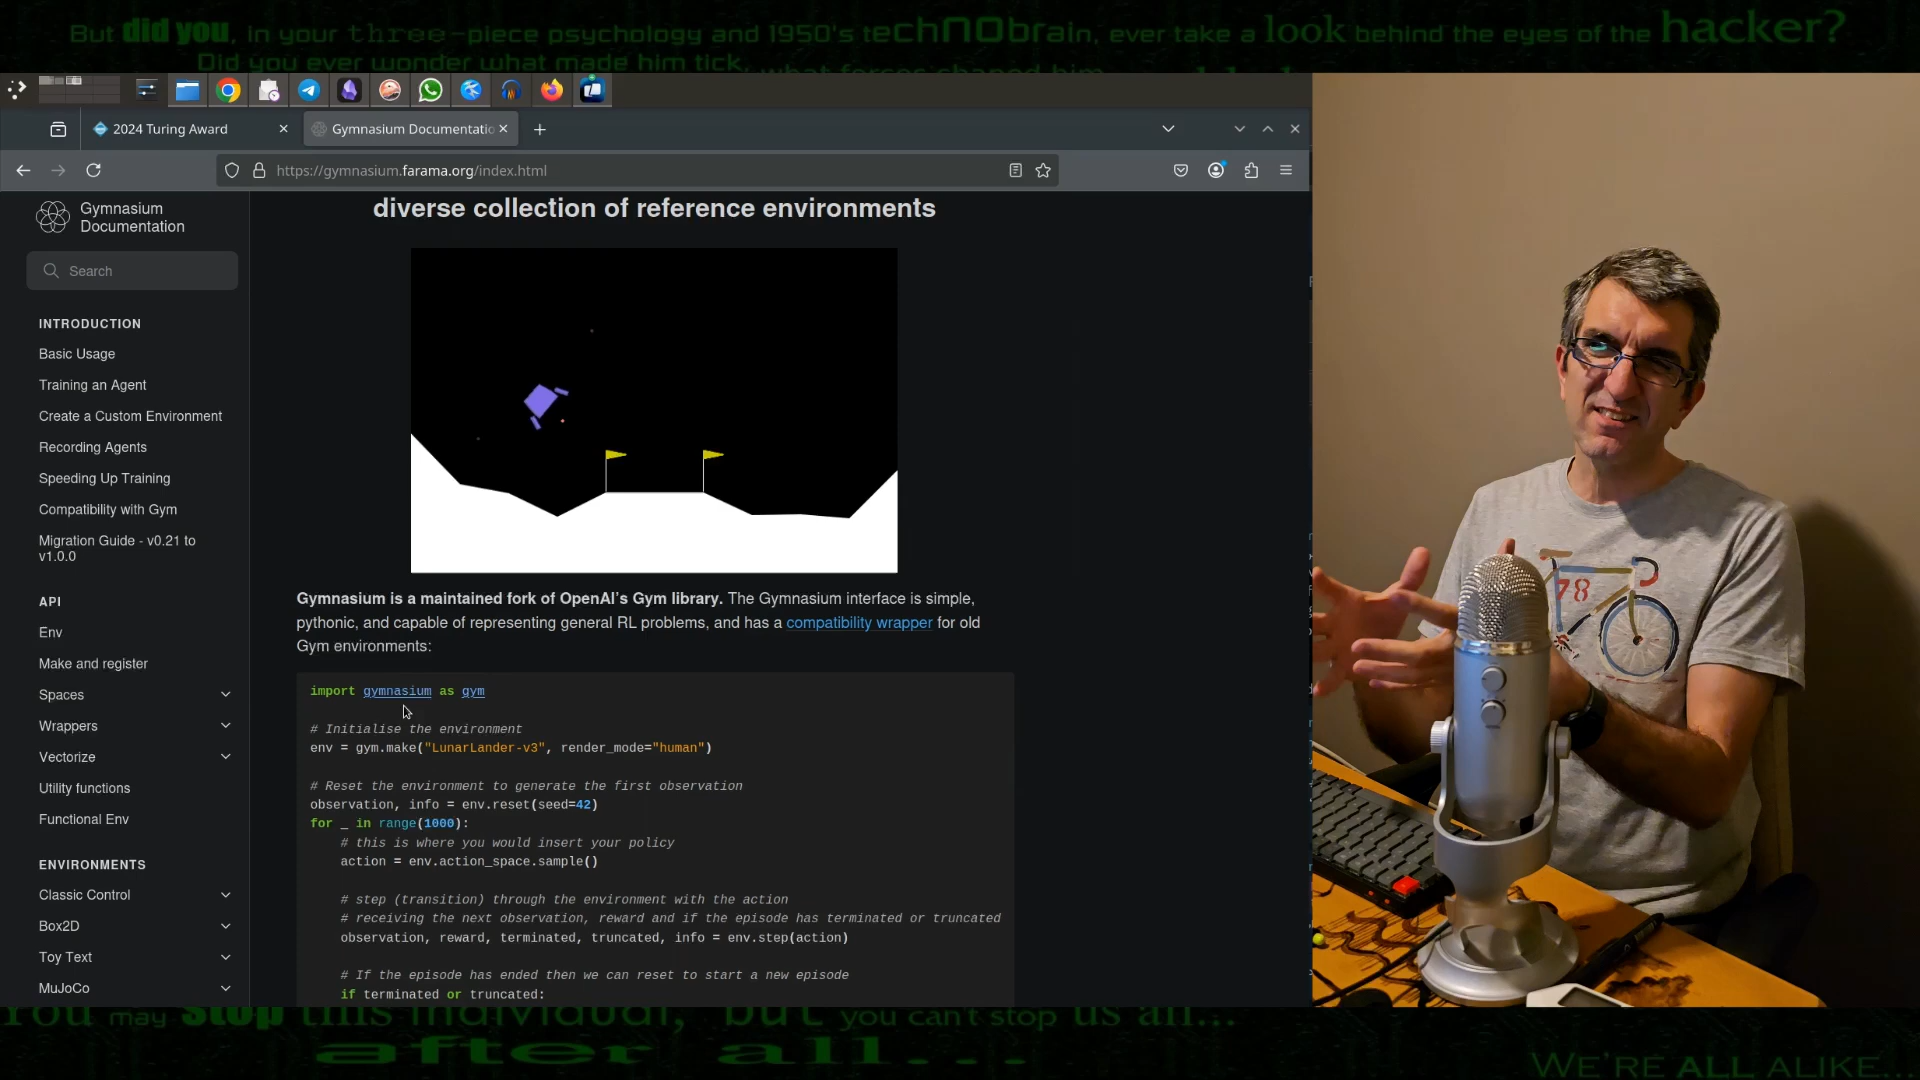 But did you, in your three-piece psychology and 1950's techNObrain, ever take a look behind the eyes of the hacker?
Did you ever wonder what made him tick, what forces shaped him
2024 Turing Award
Gymnasium Documentatio
https://gymnasium.farama.org/index.html
Gymnasium
Documentation
Search
INTRODUCTION
Basic Usage
Training an Agent
Create a Custom Environment
Recording Agents
Speeding Up Training
Compatibility with Gym
Migration Guide - v0.21 to
v1.0.0
API
Env
Make and register
Spaces
Wrappers
Vectorize
Utility functions
Functional Env
ENVIRONMENTS
Classic Control
Box2D
Toy Text
MuJoCo
diverse collection of reference environments
Gymnasium is a maintained fork of OpenAI's Gym library. The Gymnasium interface is simple,
pythonic, and capable of representing general RL problems, and has a compatibility wrapper for old
Gym environments:
import gymnasium as gym
# Initialise the environment
env = gym.make("LunarLander-v3", render_mode="human")
# Reset the environment to generate the first observation
observation, info = env.reset(seed=42)
for _ in range(1000):
# this is where you would insert your policy
action = env.action_space.sample()
# step (transition) through the environment with the action
# receiving the next observation, reward and if the episode has terminated or truncated
observation, reward, terminated, truncated, info = env.step(action)
# If the episode has ended then we can reset to start a new episode
if terminated or truncated:
78
You may stop this individual, but you can't stop us all...
after all...
WE'RE ALL ALIKE...